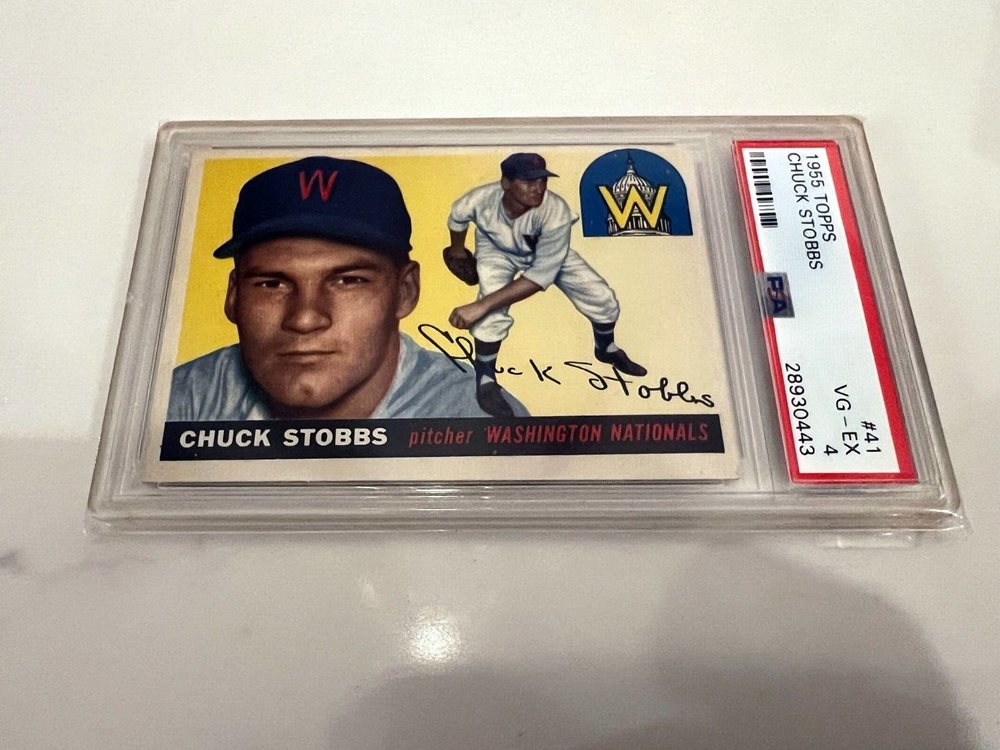 W
W
Chuck Stobbs
CHUCK STOBBS pitcher WASHINGTON NATIONALS
1955 TOPPS #41
CHUCK STOBBS VG-EX
PSA 4
28930443